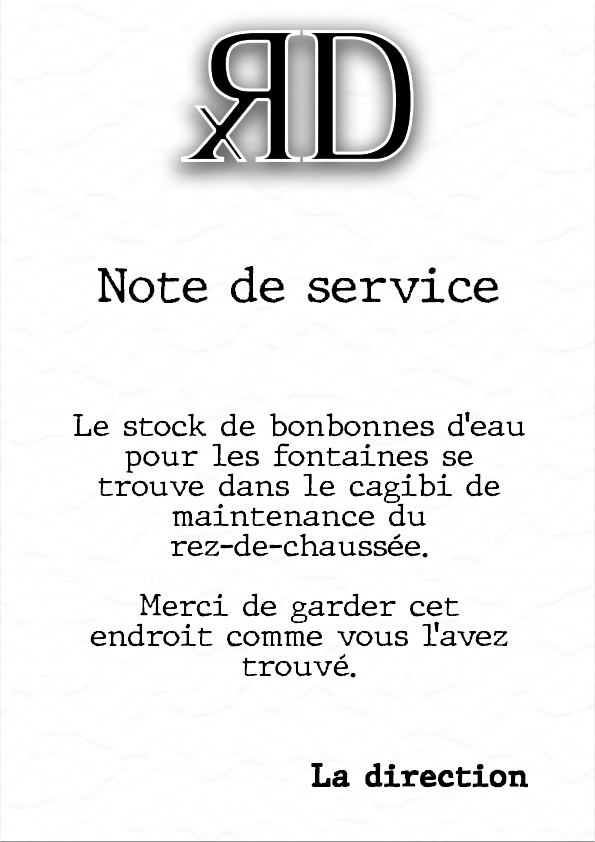 RD
Note de service
Le stock de bonbonnes d'eau
pour les fontaines se
trouve dans le cagibi de
maintenance du
rez-de-chaussée.
Merci de garder cet
endroit comme vous l'avez
trouvé.
La direction